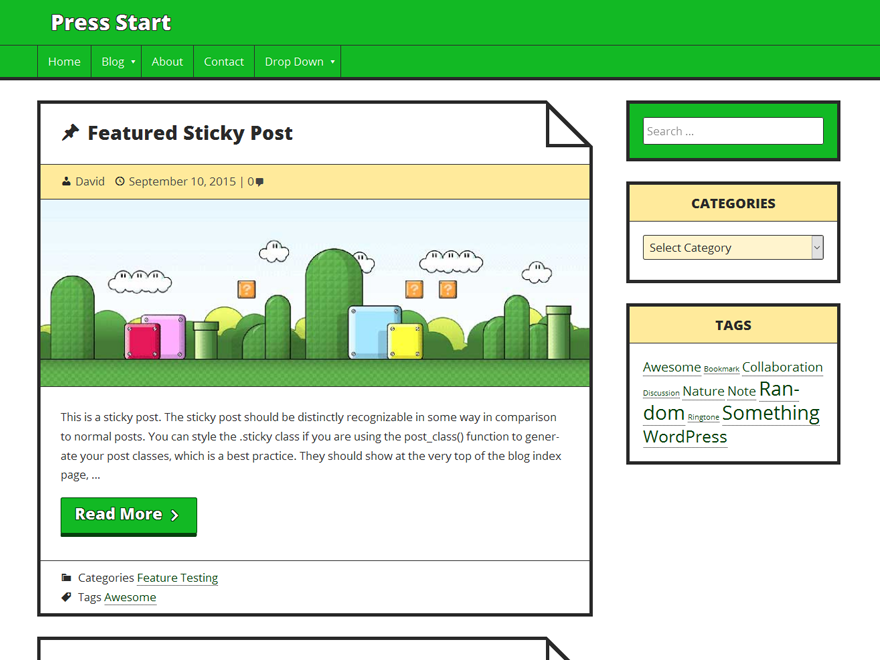 Press Start
Home Blog About Contact Drop Down
Featured Sticky Post
David September 10, 2015 | 0
? ? ?
This is a sticky post. The sticky post should be distinctly recognizable in some way in comparison
to normal posts. You can style the .sticky class if you are using the post_class() function to gener-
ate your post classes, which is a best practice. They should show at the very top of the blog index
page, ...
Read More
Categories Feature Testing
Tags Awesome
Search ...
CATEGORIES
Select Category
TAGS
Awesome Bookmark Collaboration
Discussion Nature Note Ran-
dom Ringtone Something
WordPress